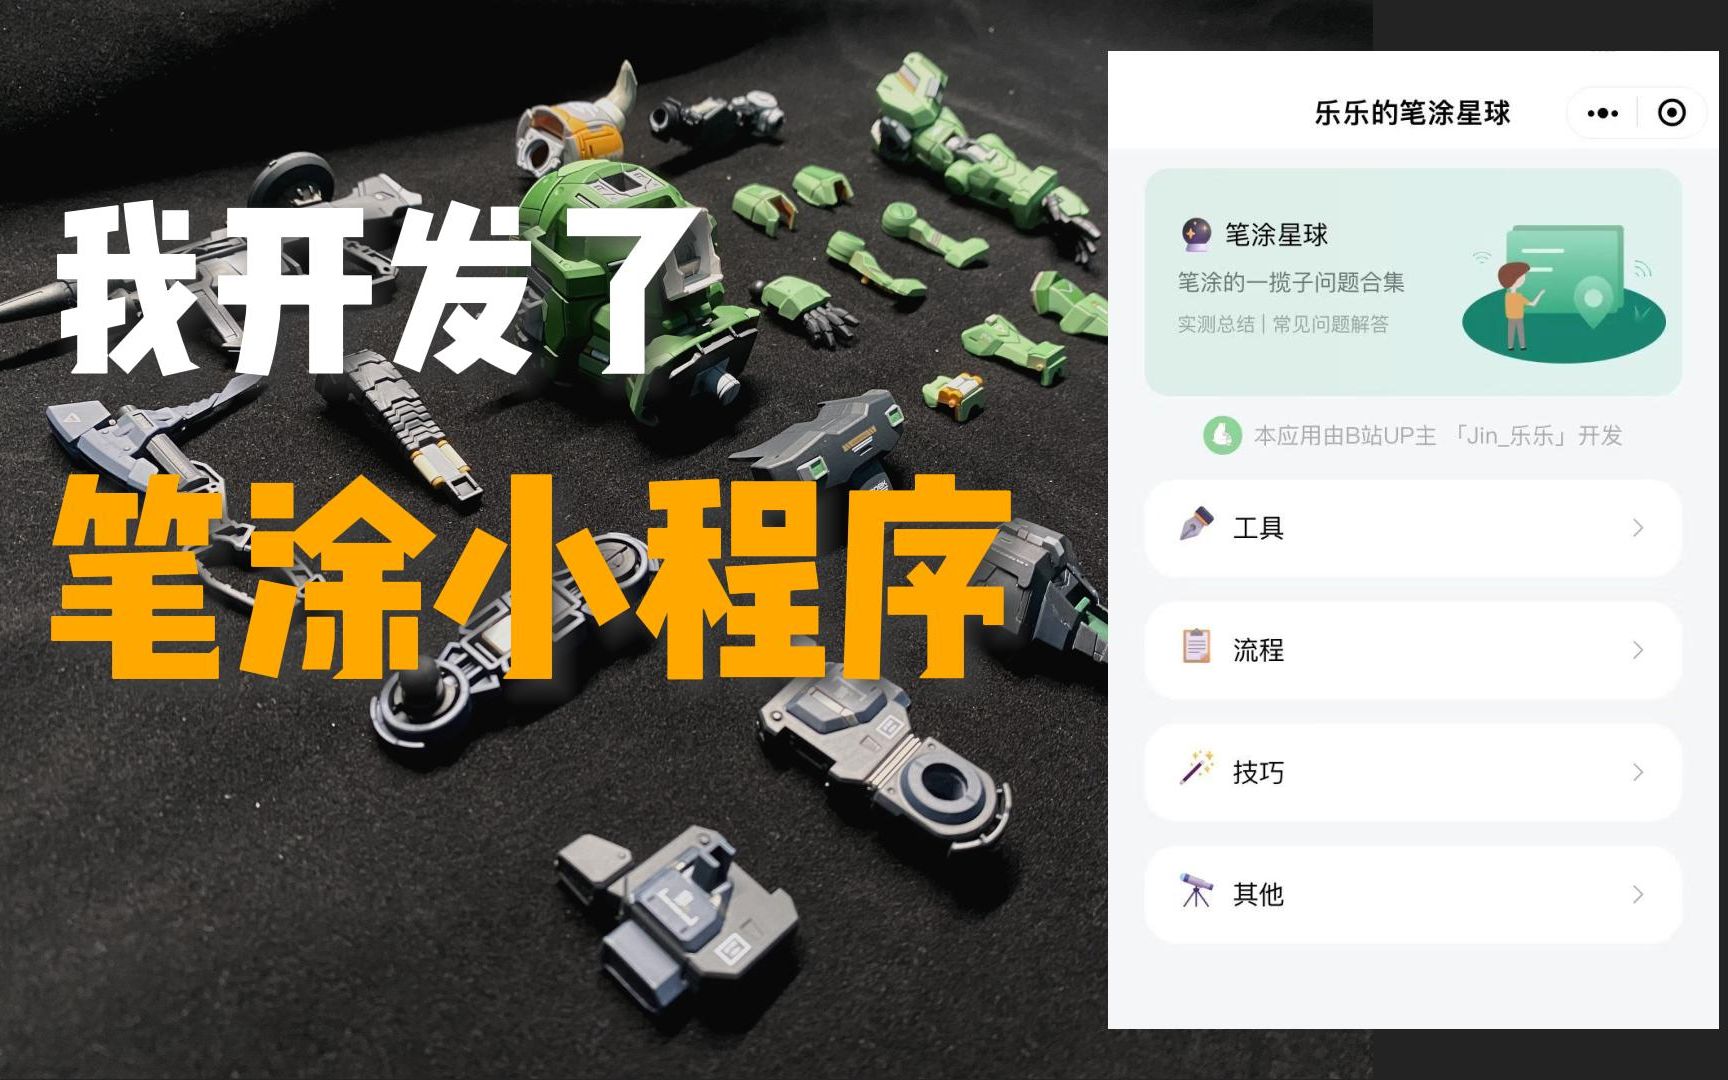 我开发了
笔涂小程序
乐乐的笔涂星球
笔涂星球
笔涂的一揽子问题合集
实测总结 | 常见问题解答
本应用由B站UP主 「Jin_乐乐」开发
工具
流程
技巧
其他